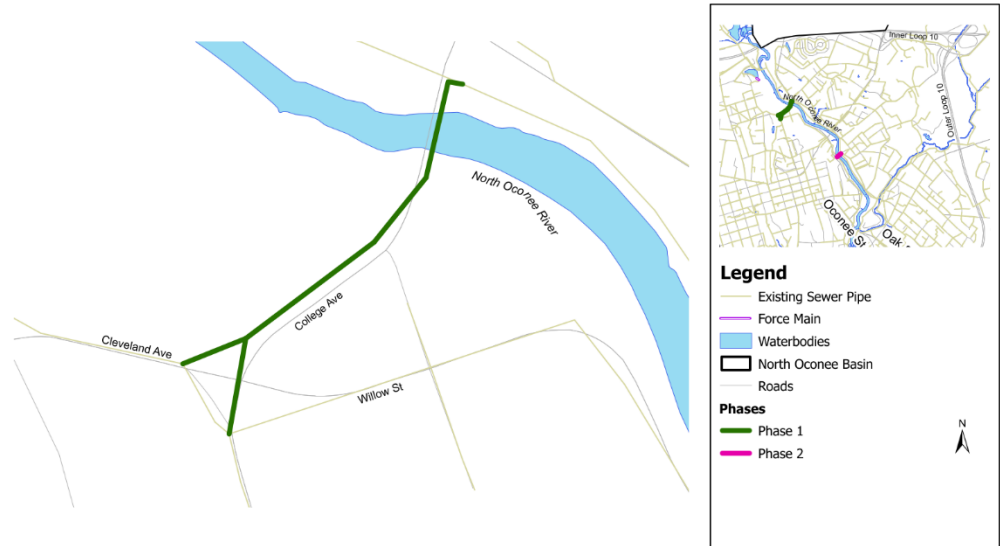 North Oconee River
College Ave
Cleveland Ave
Willow St
Inner Loop 10
Outer Loop 10
North Oconee River
Oconee St
Oak
Legend
Existing Sewer Pipe
Force Main
Waterbodies
North Oconee Basin
Roads
Phases
Phase 1
Phase 2
N